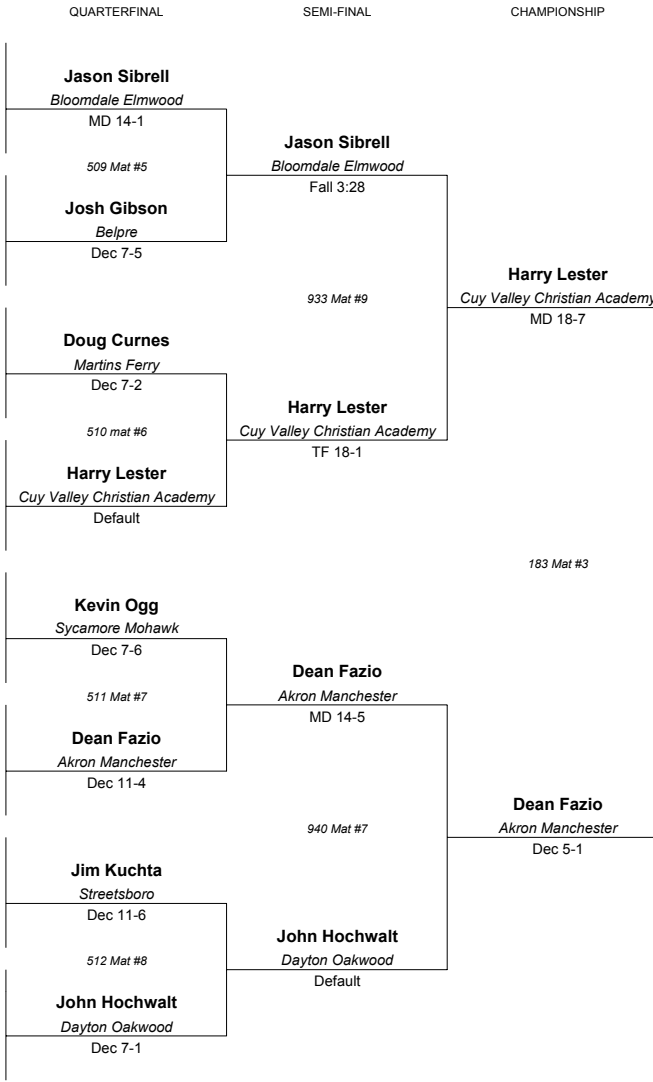 QUARTERFINAL SEMI-FINAL CHAMPIONSHIP
Jason Sibrell
Bloomdale Elmwood
MD 14-1
509 Mat #5
Josh Gibson
Belpre
Dec 7-5
Doug Curnes
Martins Ferry
Dec 7-2
510 mat #6
Harry Lester
Cuy Valley Christian Academy
Default
Kevin Ogg
Sycamore Mohawk
Dec 7-6
511 Mat #7
Dean Fazio
Akron Manchester
Dec 11-4
Jim Kuchta
Streetsboro
Dec 11-6
512 Mat #8
John Hochwalt
Dayton Oakwood
Dec 7-1
Jason Sibrell
Bloomdale Elmwood
Fall 3:28
933 Mat #9
Harry Lester
Cuy Valley Christian Academy
TF 18-1
Dean Fazio
Akron Manchester
MD 14-5
940 Mat #7
John Hochwalt
Dayton Oakwood
Default
Harry Lester
Cuy Valley Christian Academy
MD 18-7
183 Mat #3
Dean Fazio
Akron Manchester
Dec 5-1